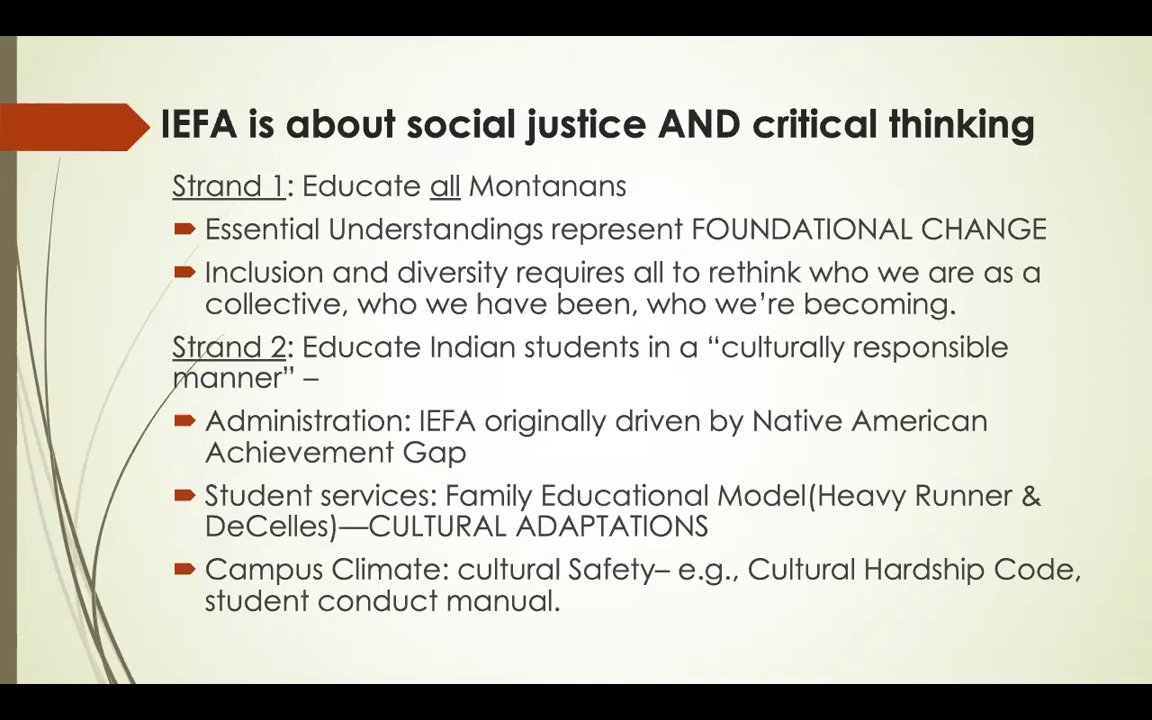 IEFA is about social justice AND critical thinking
Strand 1: Educate all Montanans
Essential Understandings represent FOUNDATIONAL CHANGE
Inclusion and diversity requires all to rethink who we are as a
collective, who we have been, who we’re becoming.
Strand 2: Educate Indian students in a “culturally responsible
manner” –
Administration: IEFA originally driven by Native American
Achievement Gap
Student services: Family Educational Model(Heavy Runner &
DeCelles)—CULTURAL ADAPTATIONS
Campus Climate: cultural Safety– e.g., Cultural Hardship Code,
student conduct manual.